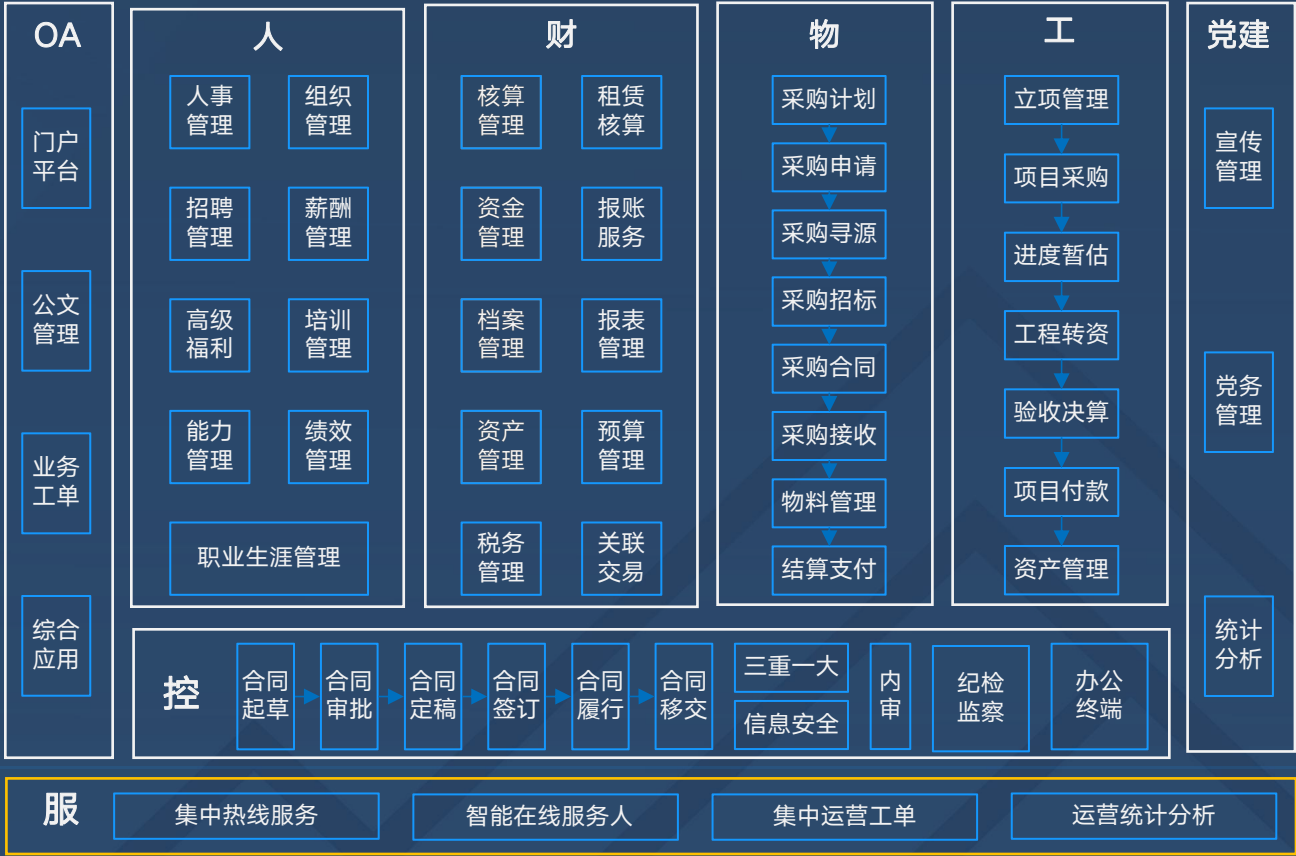 OA
门户
平台
公文
管理
业务
工单
综合
应用
人
人事
管理
组织
管理
招聘
管理
薪酬
管理
高级
福利
培训
管理
能力
管理
绩效
管理
职业生涯管理
财
核算
管理
租赁
核算
资金
管理
报账
服务
档案
管理
报表
管理
资产
管理
预算
管理
税务
管理
关联
交易
物
采购计划
采购申请
采购寻源
采购招标
采购合同
采购接收
物料管理
结算支付
工
立项管理
项目采购
进度暂估
工程转资
验收决算
项目付款
资产管理
党建
宣传
管理
党务
管理
统计
分析
控
合同
起草
合同
审批
合同
定稿
合同
签订
合同
履行
合同
移交
三重一大
信息安全
内
审
纪检
监察
办公
终端
服
集中热线服务
智能在线服务人
集中运营工单
运营统计分析